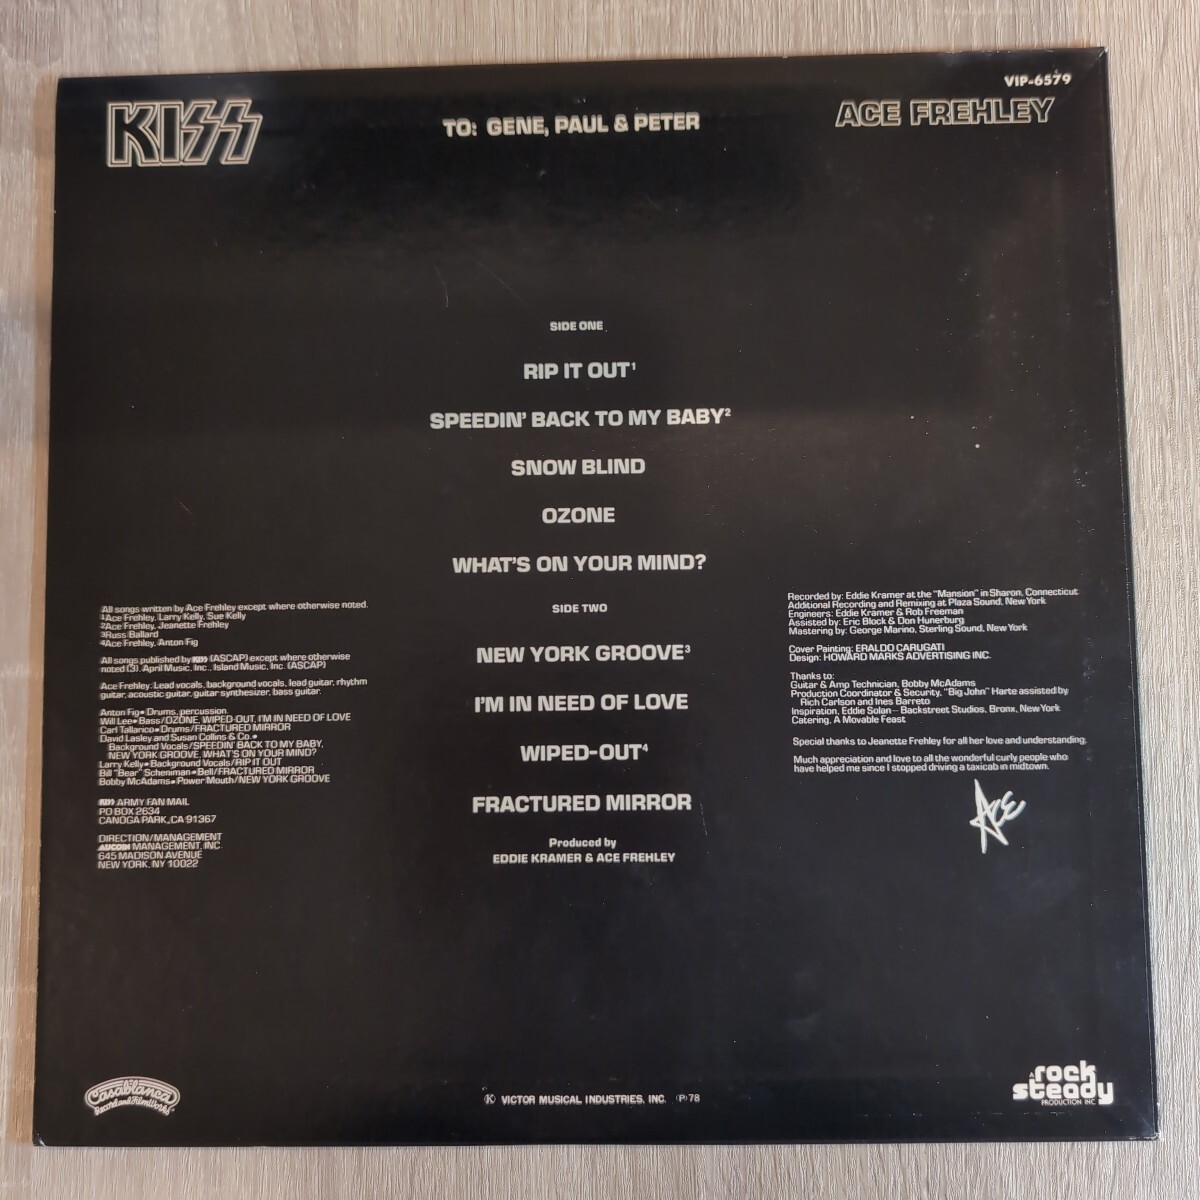 VIP-6579
KISS
TO: GENE, PAUL & PETER
ACE FREHLEY
SIDE ONE
RIP IT OUT¹
SPEEDIN' BACK TO MY BABY²
SNOW BLIND
OZONE
WHAT'S ON YOUR MIND?
SIDE TWO
NEW YORK GROOVE³
I'M IN NEED OF LOVE
WIPED-OUT⁴
FRACTURED MIRROR
Produced by
EDDIE KRAMER & ACE FREHLEY
All songs written by Ace Frehley except where otherwise noted.
¹Ace Frehley, Larry Kelly, Sue Kelly
²Ace Frehley, Jeanette Frehley
³Russ Ballard
⁴Ace Frehley, Anton Fig
All songs published by KISS (ASCAP) except where otherwise
noted (3). April Music, Inc., Island Music, Inc. (ASCAP)
Ace Frehley: Lead vocals, background vocals, lead guitar, rhythm
guitar, acoustic guitar, guitar synthesizer, bass guitar.
Anton Fig • Drums, percussion.
Will Lee • Bass/OZONE, WIPED-OUT, I'M IN NEED OF LOVE
Carl Tallarico • Drums/FRACTURED MIRROR
David Lasley and Susan Collins & Co. •
Background Vocals/SPEEDIN' BACK TO MY BABY,
NEW YORK GROOVE, WHAT'S ON YOUR MIND?
Larry Kelly • Background Vocals/RIP IT OUT
Bill "Bear" Scheniman • Bell/FRACTURED MIRROR
Bobby McAdams • Power Mouth/NEW YORK GROOVE
KISS ARMY FAN MAIL
PO BOX 2634
CANOGA PARK, CA 91367
DIRECTION/MANAGEMENT
AUCOIN MANAGEMENT, INC.
645 MADISON AVENUE
NEW YORK, NY 10022
Recorded by: Eddie Kramer at the "Mansion" in Sharon, Connecticut
Additional Recording and Remixing at Plaza Sound, New York
Engineers: Eddie Kramer & Rob Freeman
Assisted by: Eric Block & Don Hunerburg
Mastering by: George Marino, Sterling Sound, New York
Cover Painting: ERALDO CARUGATI
Design: HOWARD MARKS ADVERTISING INC.
Thanks to:
Guitar & Amp Technician, Bobby McAdams
Production Coordinator & Security, "Big John" Harte assisted by
Rich Carlson and Ines Barreto
Inspiration, Eddie Solan—Backstreet Studios, Bronx, New York
Catering, A Movable Feast
Special thanks to Jeanette Frehley for all her love and understanding.
Much appreciation and love to all the wonderful curly people who
have helped me since I stopped driving a taxicab in midtown.
Ace
Casablanca
Record and FilmWorks
Ⓚ VICTOR MUSICAL INDUSTRIES, INC. Ⓟ78
A rock
steady
PRODUCTION INC